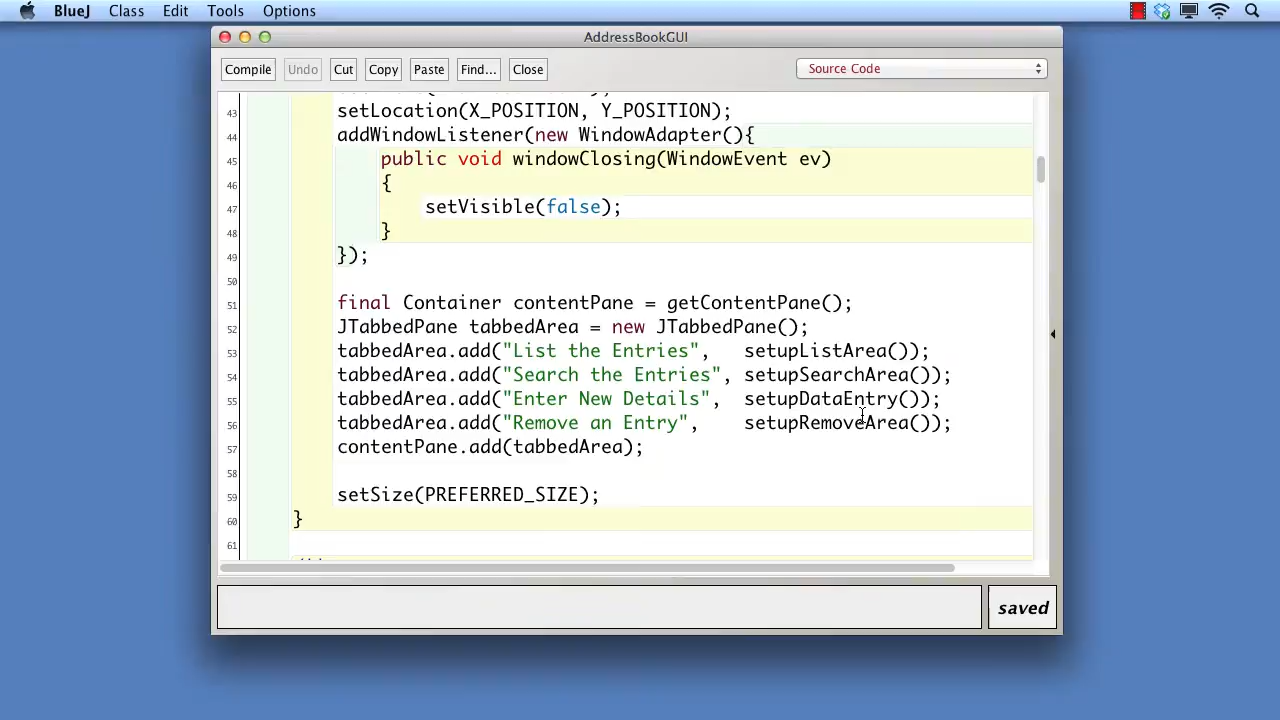 BlueJ Class Edit Tools Options
AddressBookGUI
Compile Undo Cut Copy Paste Find... Close Source Code
43 setLocation(X_POSITION, Y_POSITION);
44 addWindowListener(new WindowAdapter(){
45 public void windowClosing(WindowEvent ev)
46 {
47 setVisible(false);
48 }
49 });
50
51 final Container contentPane = getContentPane();
52 JTabbedPane tabbedArea = new JTabbedPane();
53 tabbedArea.add("List the Entries", setupListArea());
54 tabbedArea.add("Search the Entries", setupSearchArea());
55 tabbedArea.add("Enter New Details", setupDataEntry());
56 tabbedArea.add("Remove an Entry", setupRemoveArea());
57 contentPane.add(tabbedArea);
58
59 setSize(PREFERRED_SIZE);
60 }
61
saved